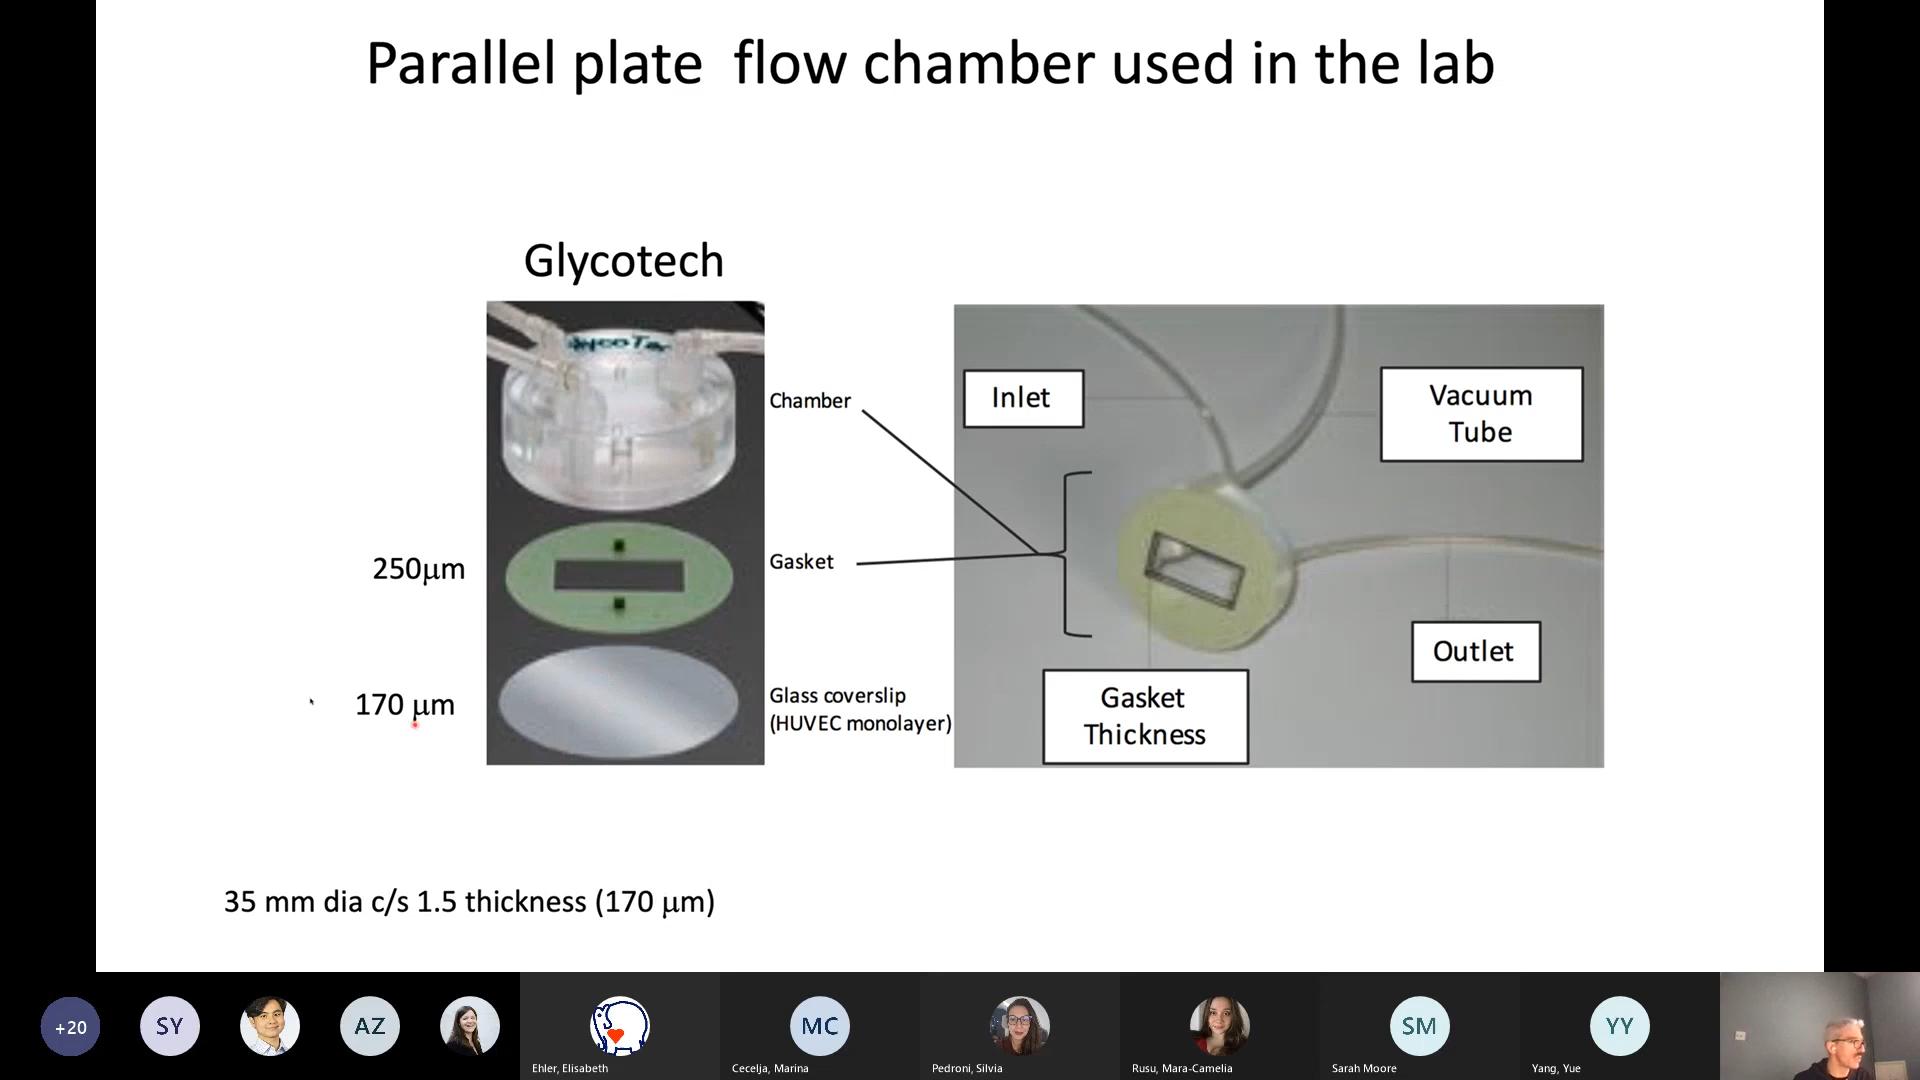 Parallel plate  flow chamber used in the lab
Glycotech
Chamber
Inlet
Vacuum
Tube
250μm
Gasket
170 μm
Glass coverslip
(HUVEC monolayer)
Outlet
Gasket
Thickness
35 mm dia c/s 1.5 thickness (170 μm)
+20
SY
AZ
MC
SM
YY
Ehler, Elisabeth
Cecelja, Marina
Pedroni, Silvia
Rusu, Mara-Camelia
Sarah Moore
Yang, Yue